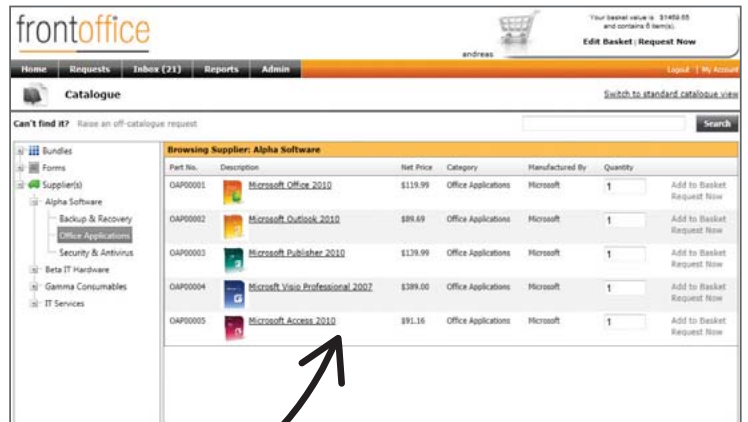 frontoffice
Your basket value is $1459.65
and contains 6 item(s).
Edit Basket | Request Now
andreas
Home Requests Inbox (21) Reports Admin
Logout | My Account
Catalogue
Switch to standard catalogue view
Can't find it? Raise an off-catalogue request
Search
Bundles
Forms
Supplier(s)
Alpha Software
Backup & Recovery
Office Applications
Security & Antivirus
Beta IT Hardware
Gamma Consumables
IT Services
Browsing Supplier: Alpha Software
Part No. Description Net Price Category Manufactured By Quantity
OAP00001 Microsoft Office 2010 $119.99 Office Applications Microsoft 1 Add to Basket
Request Now
OAP00002 Microsoft Outlook 2010 $89.69 Office Applications Microsoft 1 Add to Basket
Request Now
OAP00003 Microsoft Publisher 2010 $139.99 Office Applications Microsoft 1 Add to Basket
Request Now
OAP00004 Microsft Visio Professional 2007 $389.00 Office Applications Microsoft 1 Add to Basket
Request Now
OAP00005 Microsoft Access 2010 $91.16 Office Applications Microsoft 1 Add to Basket
Request Now